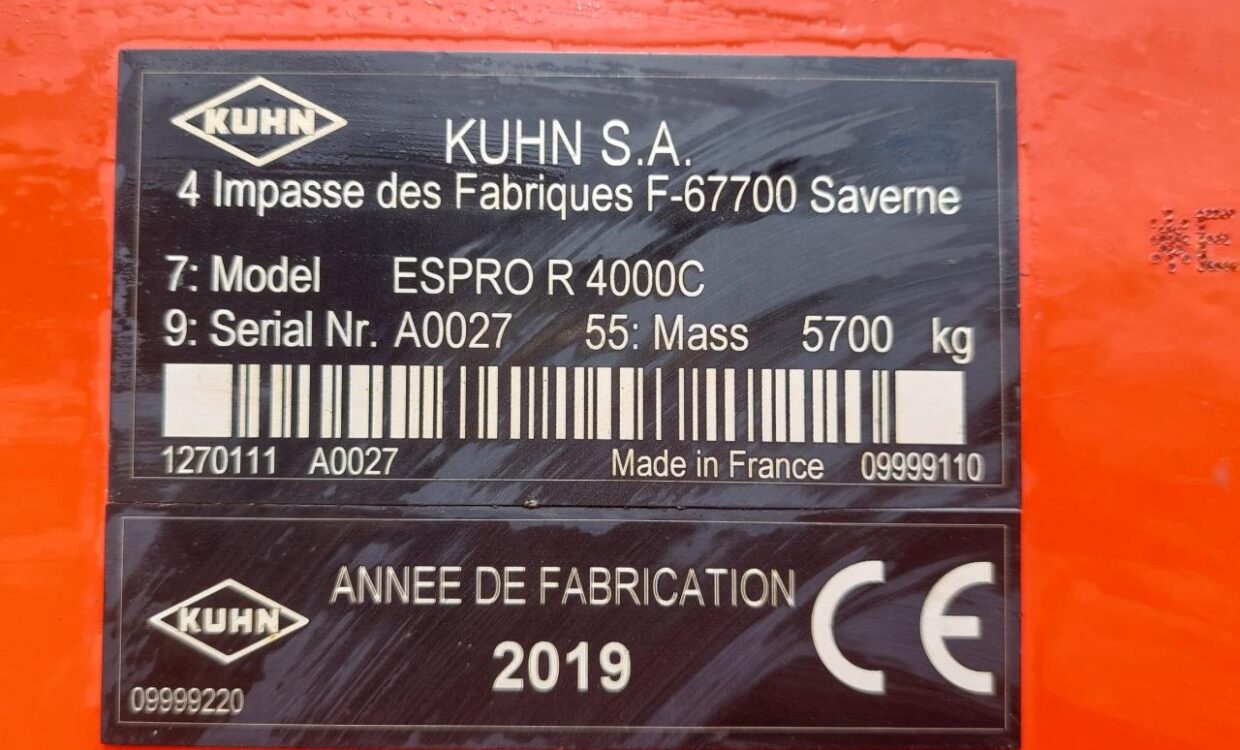 KUHN
KUHN S.A.
4 Impasse des Fabriques F-67700 Saverne
7: Model ESPRO R 4000C
9: Serial Nr. A0027 55: Mass 5700 kg
1270111 A0027 Made in France 09999110
KUHN
ANNEE DE FABRICATION
2019
CE
09999220
*E